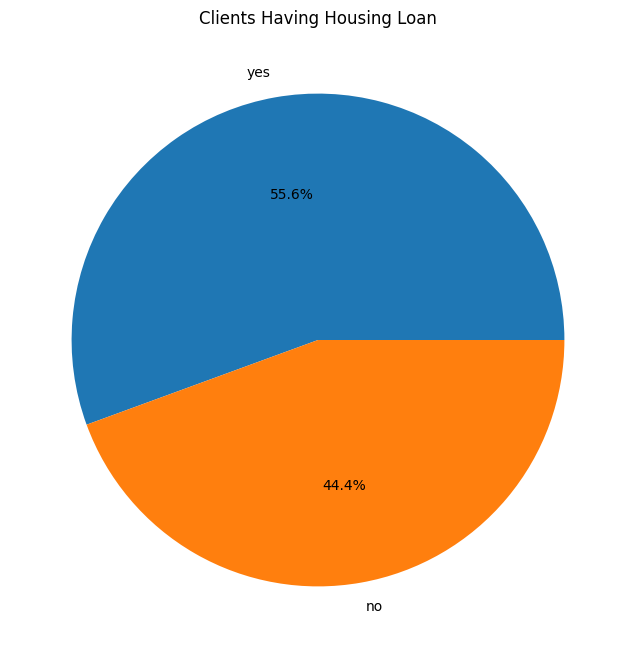 Clients Having Housing Loan
yes
55.6%
44.4%
no